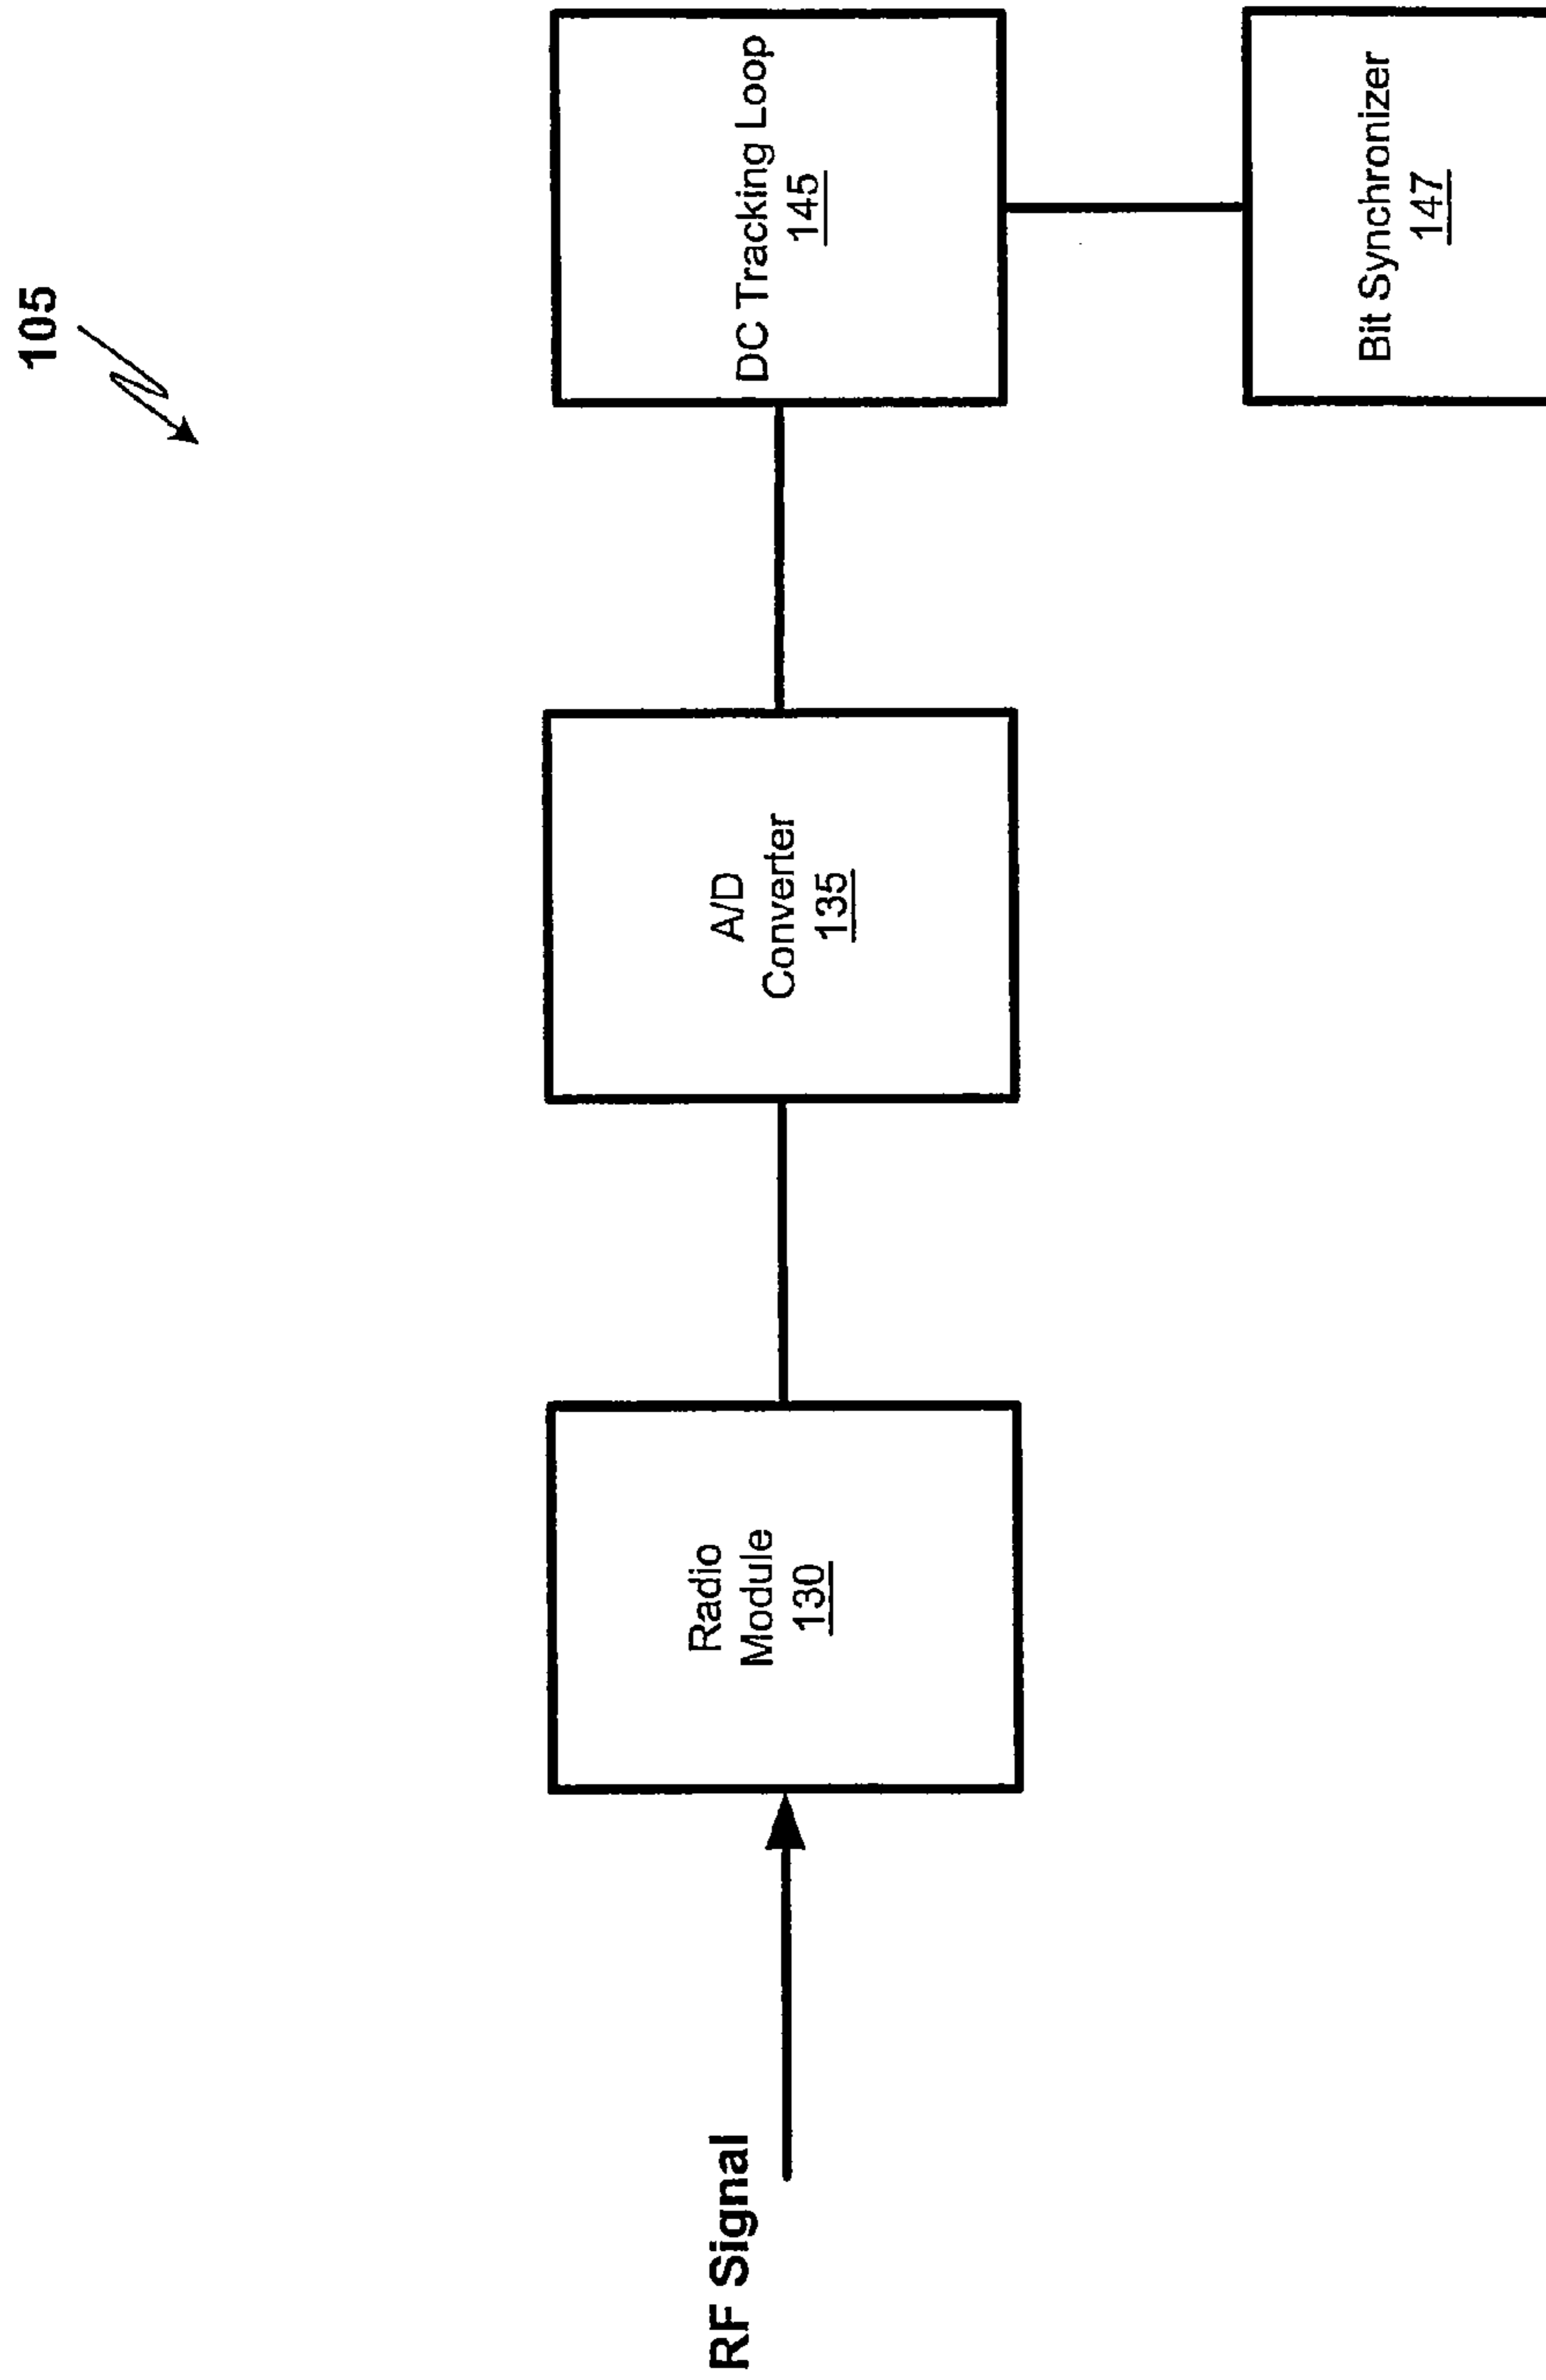 105
RF Signal
Radio
Module
130
A/D
Converter
135
DC Tracking Loop
145
Bit Synchronizer
147